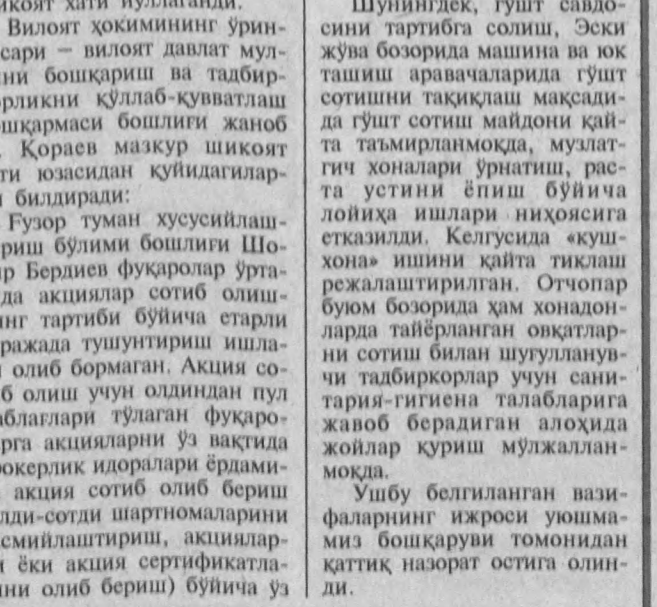 икоят хати йўллаганди.
Вилоят ҳокимининг ўрин-
сари — вилоят давлат мул-
ни бошқариш ва тадбир-
рликни қўллаб-қувватлаш
шқармаси бошлиғи жаноб
Қораев мазкур шикоят
ти юзасидан қуйидагилар-
билдиради:
Ғузор туман хусусийлаш-
риш бўлими бошлиғи Шо-
ир Бердиев фуқаролар ўрта-
да акциялар сотиб олиш-
инг тартиби бўйича етарли
ражада тушунтириш ишла-
олиб бормаган. Акция со-
б олиш учун олдиндан пул
аблағлари тўлаган фуқаро-
арга акцияларни ўз вақтида
рокерлик идоралари ёрдами-
акция сотиб олиб бериш
лди-сотди шартномаларини
смийлаштириш, акциялар-
и ёки акция сертификатла-
ини олиб бериш) бўйича ўз
Шунингдек, гўшт савдо-
сини тартибга солиш, Эски
жўва бозорида машина ва юк
ташиш аравачаларида гўшт
сотишни тақиқлаш мақсади-
да гўшт сотиш майдони қай-
та таъмирланмоқда, музлат-
гич хоналари ўрнатиш, рас-
та устини ёпиш бўйича
лойиҳа ишлари ниҳоясига
етказилди. Келгусида «куш-
хона» ишини қайта тиклаш
режалаштирилган. Отчопар
буюм бозорида ҳам хонадон-
ларда тайёрланган овқатлар-
ни сотиш билан шуғулланув-
чи тадбиркорлар учун сани-
тария-гигиена талабларига
жавоб берадиган алоҳида
жойлар қуриш мўлжаллан-
моқда.
Ушбу белгиланган вази-
фаларнинг ижроси уюшма-
миз бошқаруви томонидан
қаттиқ назорат остига олин-
ди.